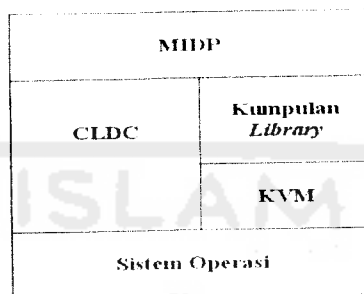 MIDP
CLDC
Kumpulan
Library
KVM
ISLAM
Sistem Operasi